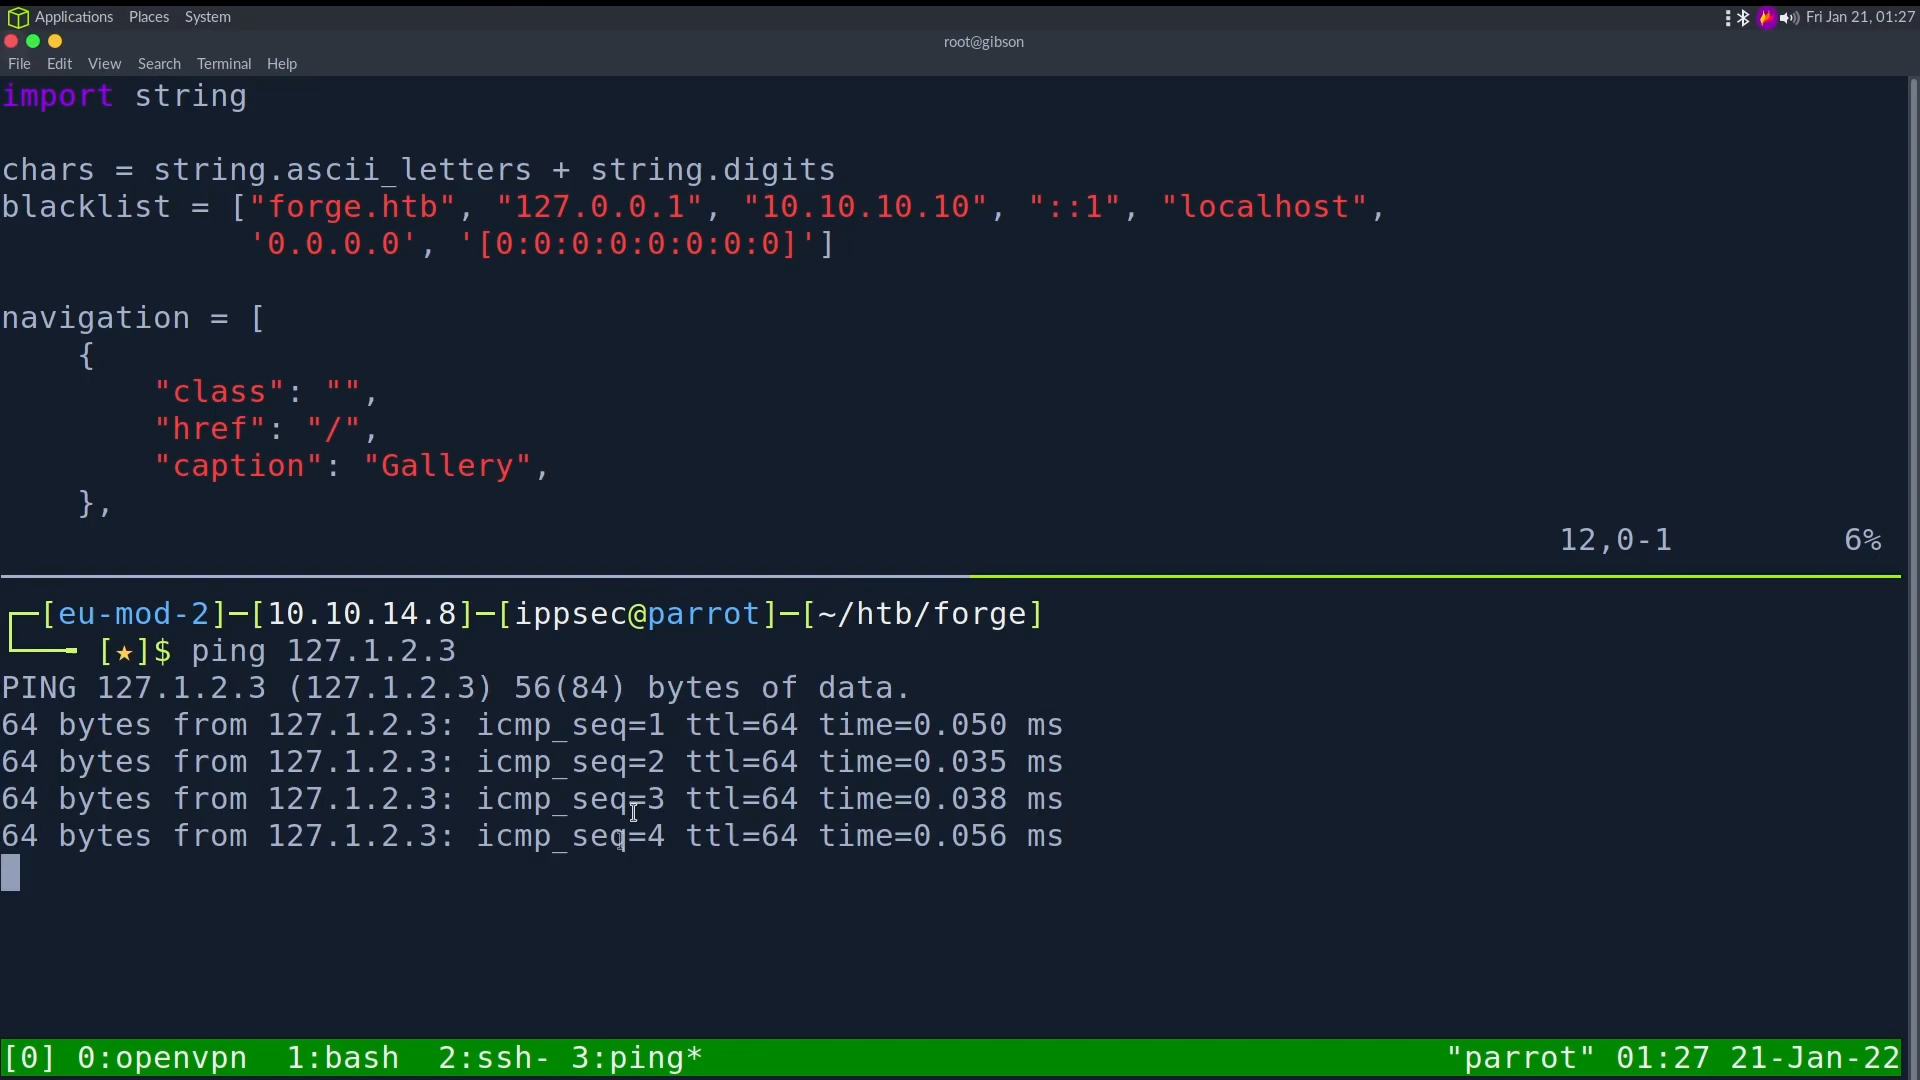 Applications Places System
Fri Jan 21, 01:27
root@gibson
File Edit View Search Terminal Help
import string
chars = string.ascii_letters + string.digits
blacklist = ["forge.htb", "127.0.0.1", "10.10.10.10", "::1", "localhost",
'0.0.0.0', '[0:0:0:0:0:0:0:0]']
navigation = [
{
"class": "",
"href": "/",
"caption": "Gallery",
},
12,0-1 6%
┌─[eu-mod-2]─[10.10.14.8]─[ippsec@parrot]─[~/htb/forge]
└──╼ [★]$ ping 127.1.2.3
PING 127.1.2.3 (127.1.2.3) 56(84) bytes of data.
64 bytes from 127.1.2.3: icmp_seq=1 ttl=64 time=0.050 ms
64 bytes from 127.1.2.3: icmp_seq=2 ttl=64 time=0.035 ms
64 bytes from 127.1.2.3: icmp_seq=3 ttl=64 time=0.038 ms
64 bytes from 127.1.2.3: icmp_seq=4 ttl=64 time=0.056 ms
[0] 0:openvpn 1:bash 2:ssh- 3:ping* "parrot" 01:27 21-Jan-22